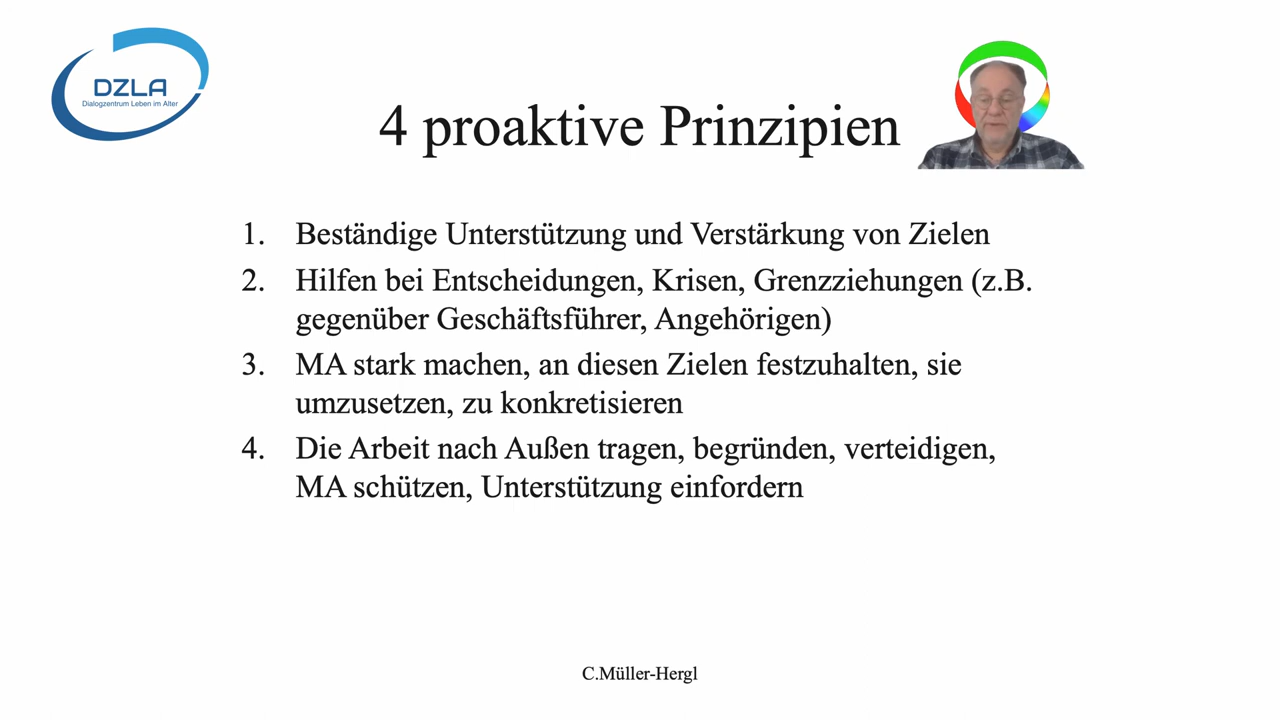 DZLA
Dialogzentrum Leben im Alter
4 proaktive Prinzipien
1. Beständige Unterstützung und Verstärkung von Zielen
2. Hilfen bei Entscheidungen, Krisen, Grenzziehungen (z.B.
gegenüber Geschäftsführer, Angehörigen)
3. MA stark machen, an diesen Zielen festzuhalten, sie
umzusetzen, zu konkretisieren
4. Die Arbeit nach Außen tragen, begründen, verteidigen,
MA schützen, Unterstützung einfordern
C.Müller-Hergl